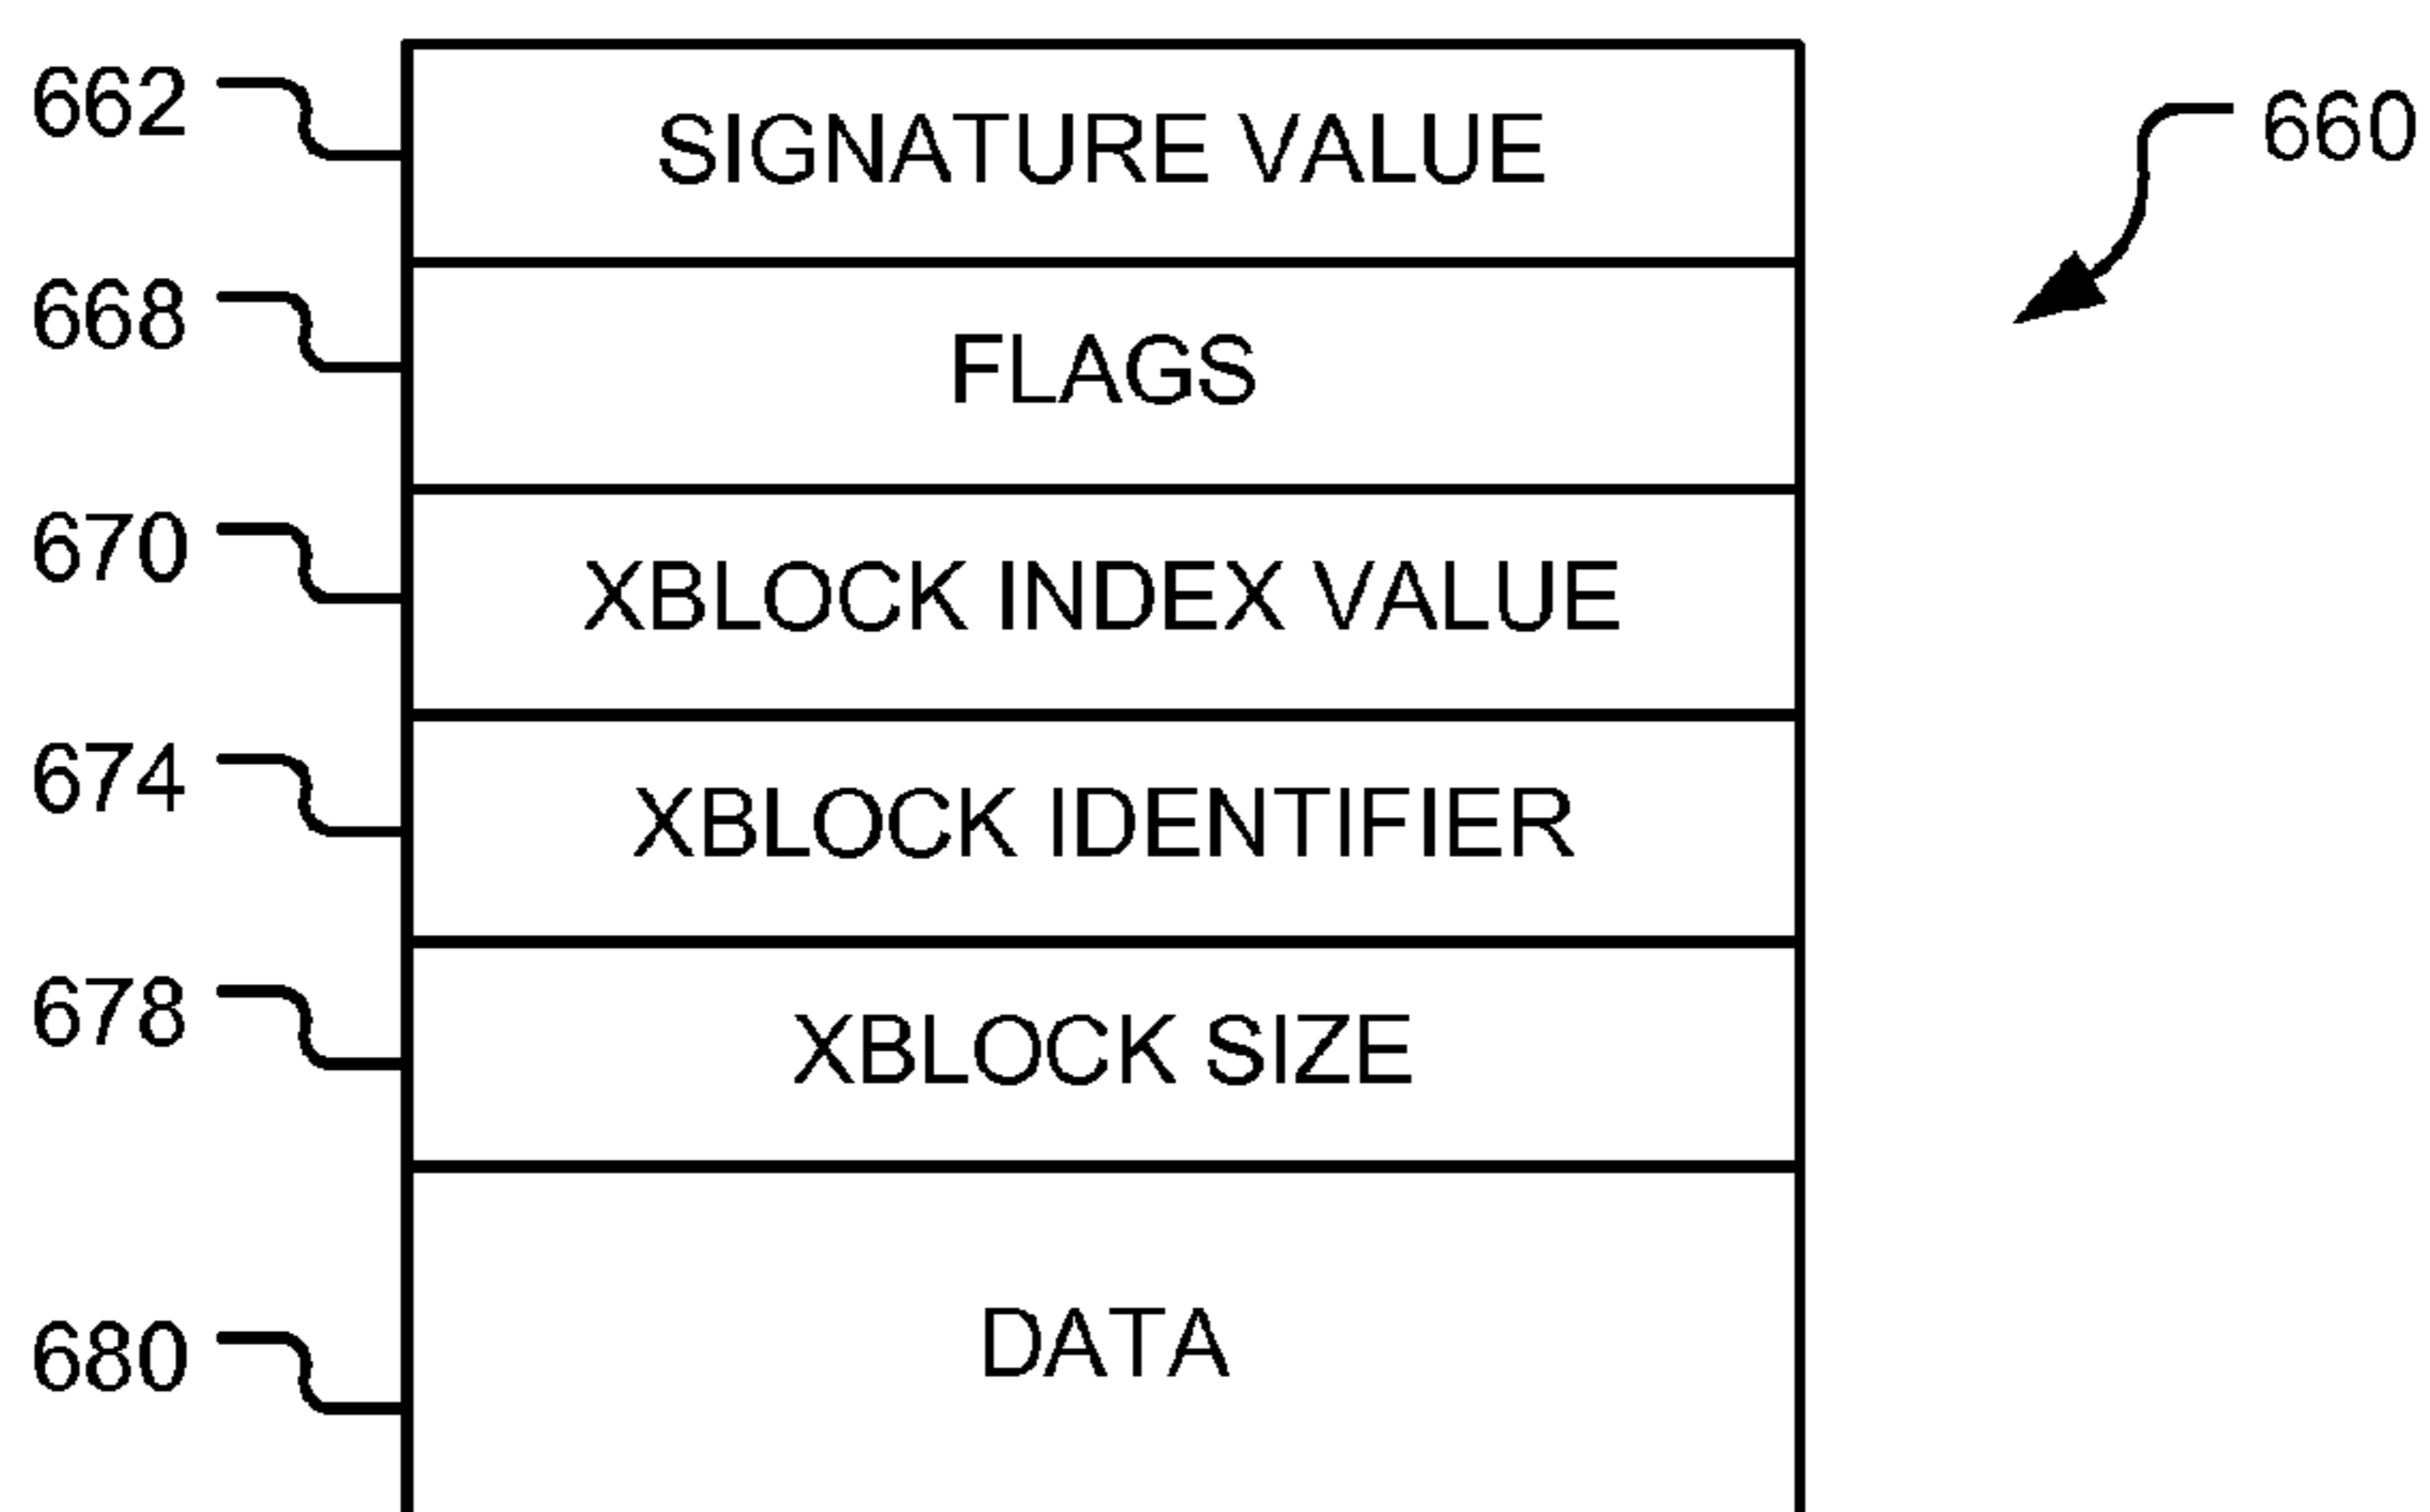 662
SIGNATURE VALUE
660
668
FLAGS
670
XBLOCK INDEX VALUE
674
XBLOCK IDENTIFIER
678
XBLOCK SIZE
680
DATA